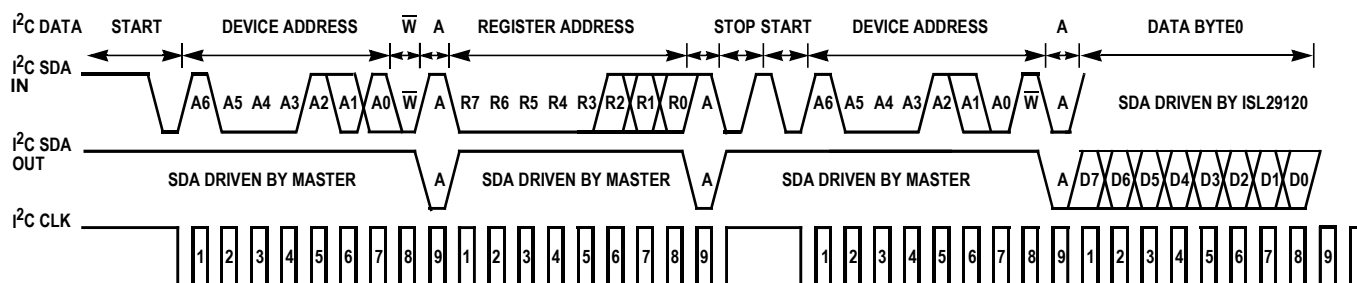 I²C DATA START DEVICE ADDRESS W̅ A REGISTER ADDRESS STOP START DEVICE ADDRESS A DATA BYTE0
I²C SDA IN A6 A5 A4 A3 A2 A1 A0 W̅ A R7 R6 R5 R4 R3 R2 R1 R0 A A6 A5 A4 A3 A2 A1 A0 W̅ A SDA DRIVEN BY ISL29120
I²C SDA OUT SDA DRIVEN BY MASTER A SDA DRIVEN BY MASTER A SDA DRIVEN BY MASTER A D7 D6 D5 D4 D3 D2 D1 D0
I²C CLK 1 2 3 4 5 6 7 8 9 1 2 3 4 5 6 7 8 9 1 2 3 4 5 6 7 8 9 1 2 3 4 5 6 7 8 9